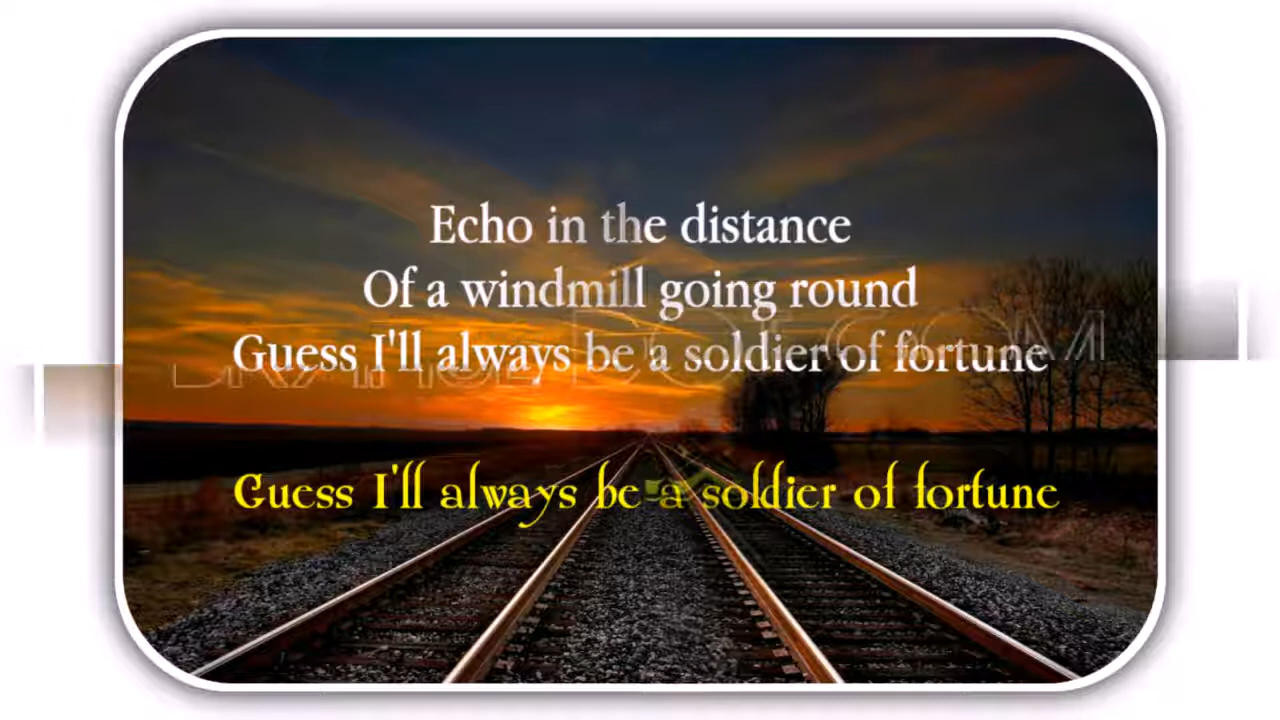 Echo in the distance
Of a windmill going round
Guess I'll always be a soldier of fortune
Guess I'll always be a soldier of fortune